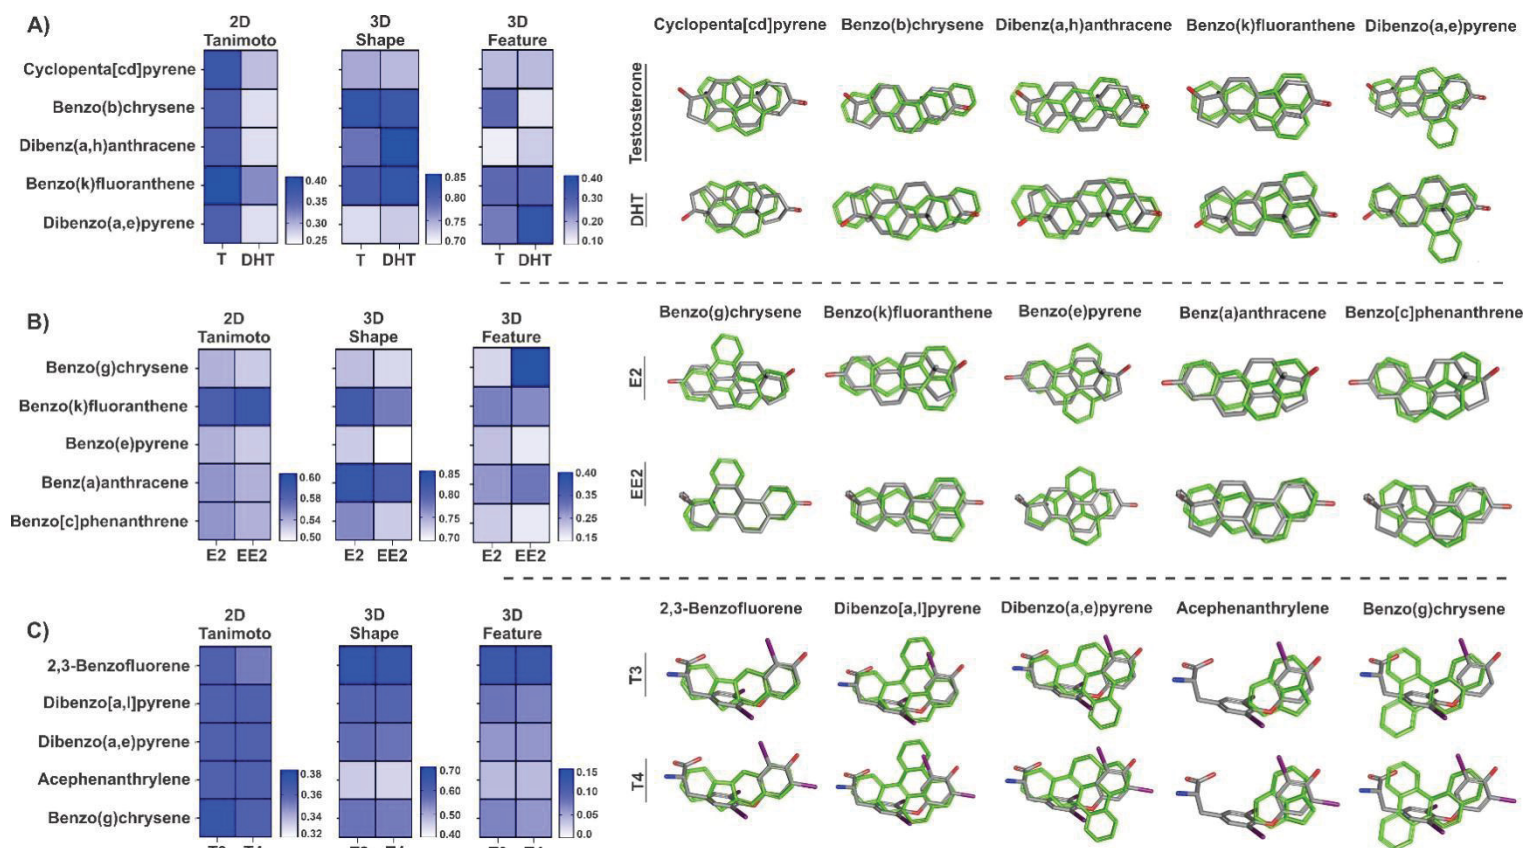 A)
2D
Tanimoto
3D
Shape
3D
Feature
Cyclopenta[cd]pyrene
Benzo(b)chrysene
Dibenz(a,h)anthracene
Benzo(k)fluoranthene
Dibenzo(a,e)pyrene
0.40
0.35
0.30
0.25
0.85
0.80
0.75
0.70
0.40
0.30
0.20
0.10
T DHT
T DHT
T DHT
Cyclopenta[cd]pyrene
Benzo(b)chrysene
Dibenz(a,h)anthracene
Benzo(k)fluoranthene
Dibenzo(a,e)pyrene
Testosterone
DHT
B)
2D
Tanimoto
3D
Shape
3D
Feature
Benzo(g)chrysene
Benzo(k)fluoranthene
Benzo(e)pyrene
Benz(a)anthracene
Benzo[c]phenanthrene
0.60
0.58
0.54
0.50
0.85
0.80
0.75
0.70
0.40
0.35
0.25
0.15
E2 EE2
E2 EE2
E2 EE2
Benzo(g)chrysene
Benzo(k)fluoranthene
Benzo(e)pyrene
Benz(a)anthracene
Benzo[c]phenanthrene
E2
EE2
C)
2D
Tanimoto
3D
Shape
3D
Feature
2,3-Benzofluorene
Dibenzo[a,l]pyrene
Dibenzo(a,e)pyrene
Acephenanthrylene
Benzo(g)chrysene
0.38
0.36
0.34
0.32
0.70
0.60
0.50
0.40
0.15
0.10
0.05
0.0
2,3-Benzofluorene
Dibenzo[a,l]pyrene
Dibenzo(a,e)pyrene
Acephenanthrylene
Benzo(g)chrysene
T3
T4